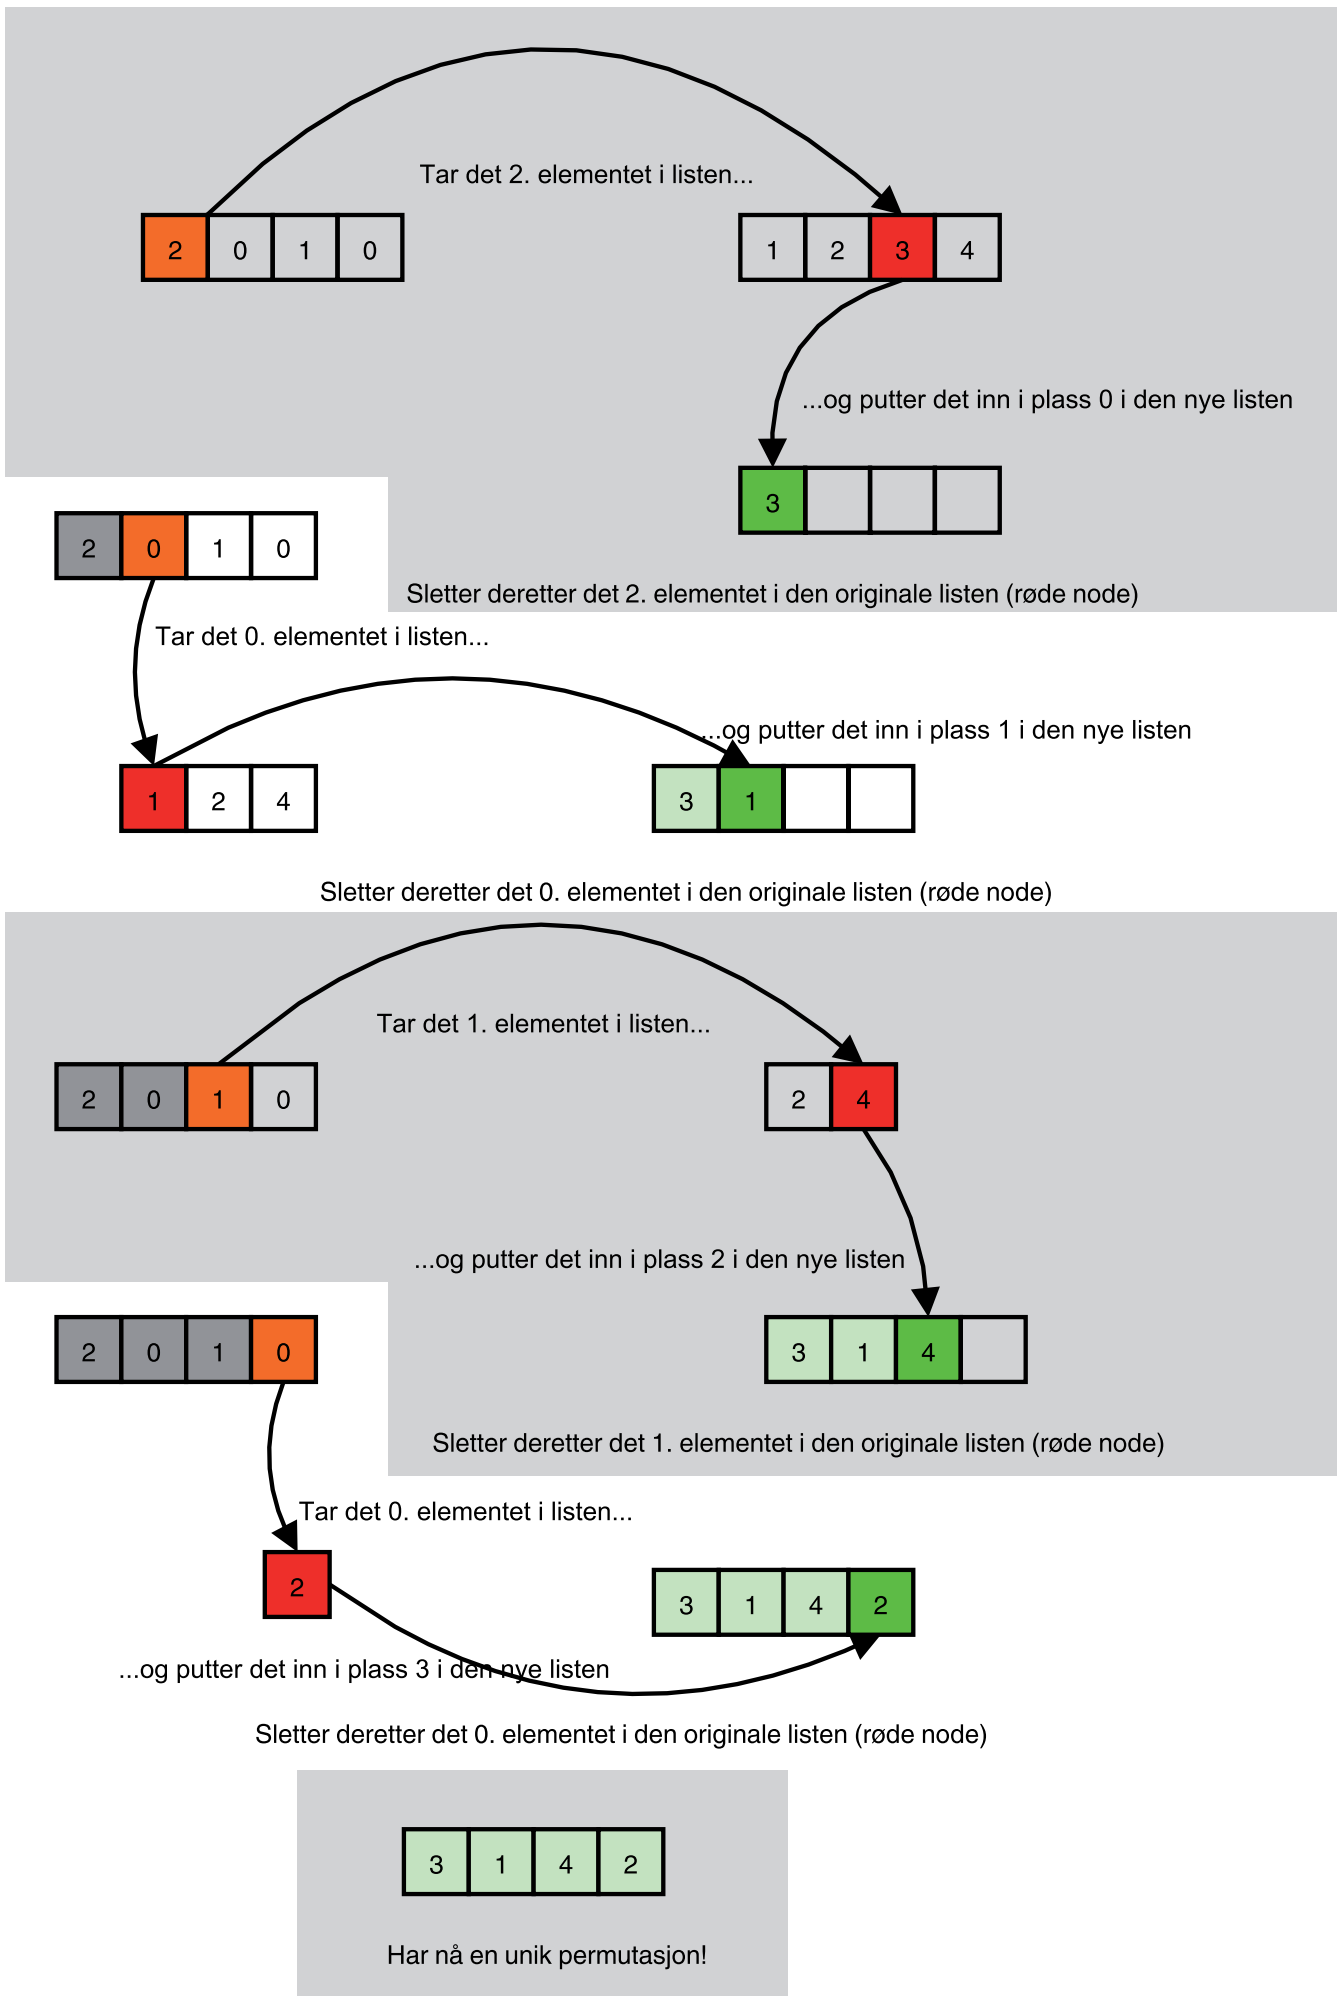 Tar det 2. elementet i listen...
2 0 1 0
1 2 3 4
...og putter det inn i plass 0 i den nye listen
3
Sletter deretter det 2. elementet i den originale listen (røde node)
2 0 1 0
Tar det 0. elementet i listen...
...og putter det inn i plass 1 i den nye listen
1 2 4
3 1
Sletter deretter det 0. elementet i den originale listen (røde node)
Tar det 1. elementet i listen...
2 0 1 0
2 4
...og putter det inn i plass 2 i den nye listen
3 1 4
Sletter deretter det 1. elementet i den originale listen (røde node)
2 0 1 0
Tar det 0. elementet i listen...
2
3 1 4 2
...og putter det inn i plass 3 i den nye listen
Sletter deretter det 0. elementet i den originale listen (røde node)
3 1 4 2
Har nå en unik permutasjon!